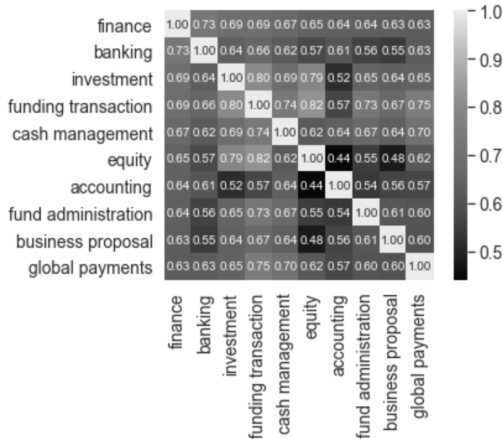 finance 1.00 0.73 0.69 0.69 0.67 0.65 0.64 0.64 0.63 0.63
banking 0.73 1.00 0.64 0.66 0.62 0.57 0.61 0.56 0.55 0.63
investment 0.69 0.64 1.00 0.80 0.69 0.79 0.52 0.65 0.64 0.65
funding transaction 0.69 0.66 0.80 1.00 0.74 0.82 0.57 0.73 0.67 0.75
cash management 0.67 0.62 0.69 0.74 1.00 0.62 0.64 0.67 0.64 0.70
equity 0.65 0.57 0.79 0.82 0.62 1.00 0.44 0.55 0.48 0.62
accounting 0.64 0.61 0.52 0.57 0.64 0.44 1.00 0.54 0.56 0.57
fund administration 0.64 0.56 0.65 0.73 0.67 0.55 0.54 1.00 0.61 0.60
business proposal 0.63 0.55 0.64 0.67 0.64 0.48 0.56 0.61 1.00 0.60
global payments 0.63 0.63 0.65 0.75 0.70 0.62 0.57 0.60 0.60 1.00
finance
banking
investment
funding transaction
cash management
equity
accounting
fund administration
business proposal
global payments
1.0
0.9
0.8
0.7
0.6
0.5